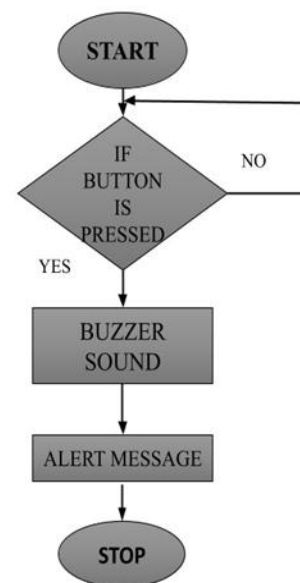 START
IF
BUTTON
IS
PRESSED
NO
YES
BUZZER
SOUND
ALERT MESSAGE
STOP